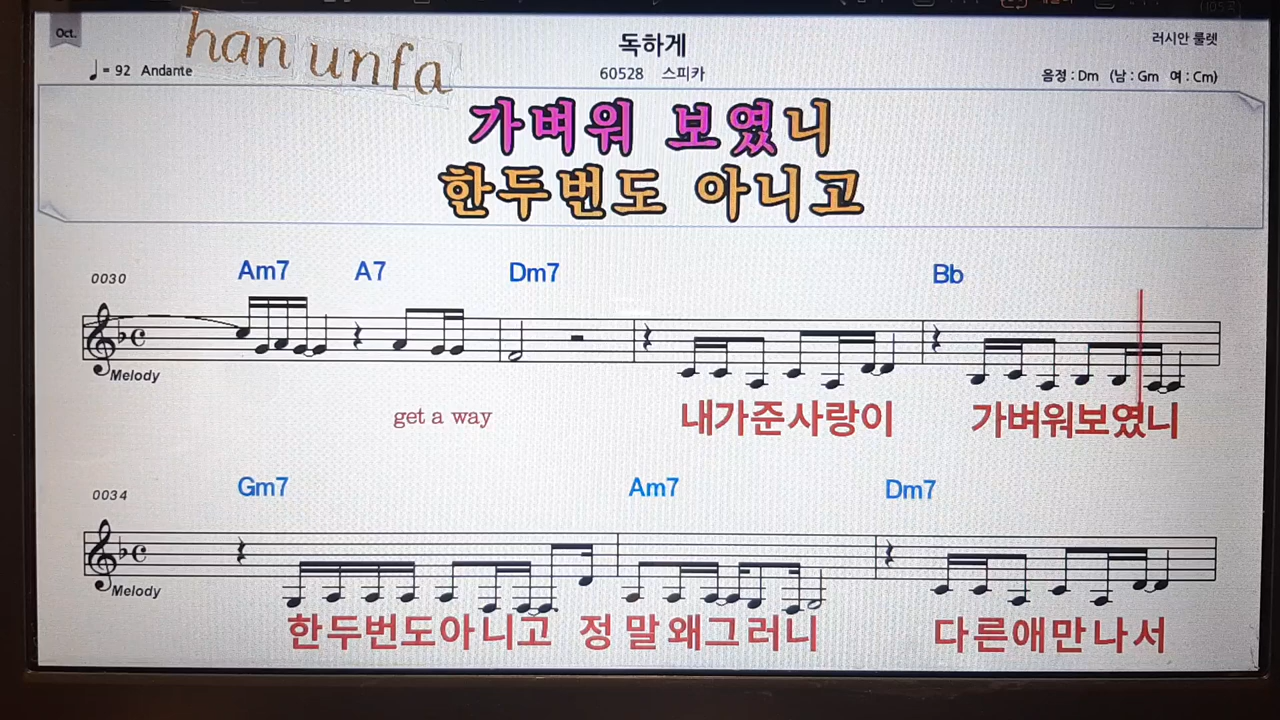 Oct.
han unfa
독하게
러시안 룰렛
♩= 92 Andante
60528 스피카
음정 : Dm (남 : Gm 여 : Cm)
가벼워 보였니
한두번도 아니고
0030
Am7 A7 Dm7 Bb
Melody
get a way
내가준사랑이 가벼워보였니
0034
Gm7 Am7 Dm7
Melody
한두번도아니고 정말왜그러니 다른애만나서